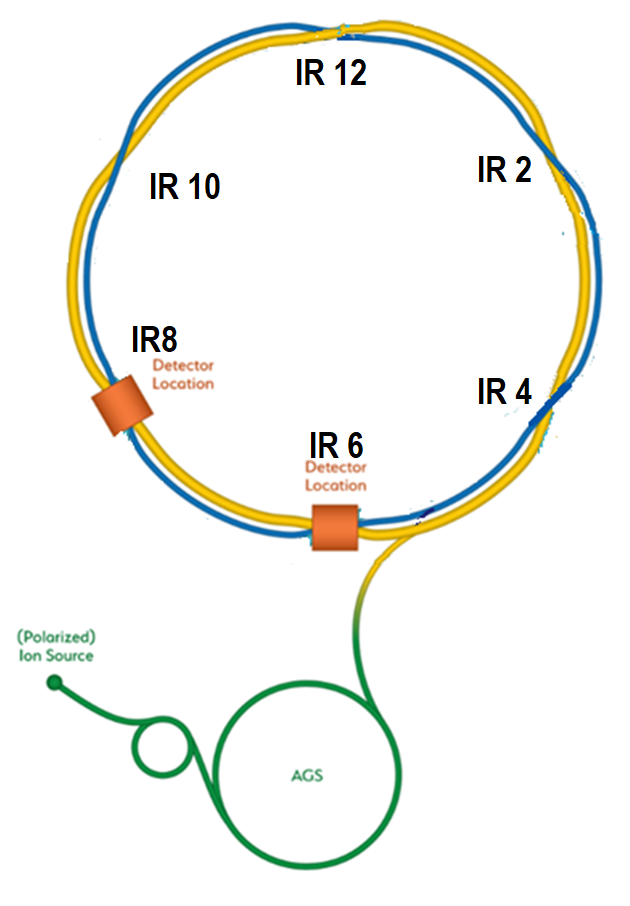 IR 12
IR 2
IR 10
IR8
Detector
Location
IR 4
IR 6
Detector
Location
(Polarized)
Ion Source
AGS